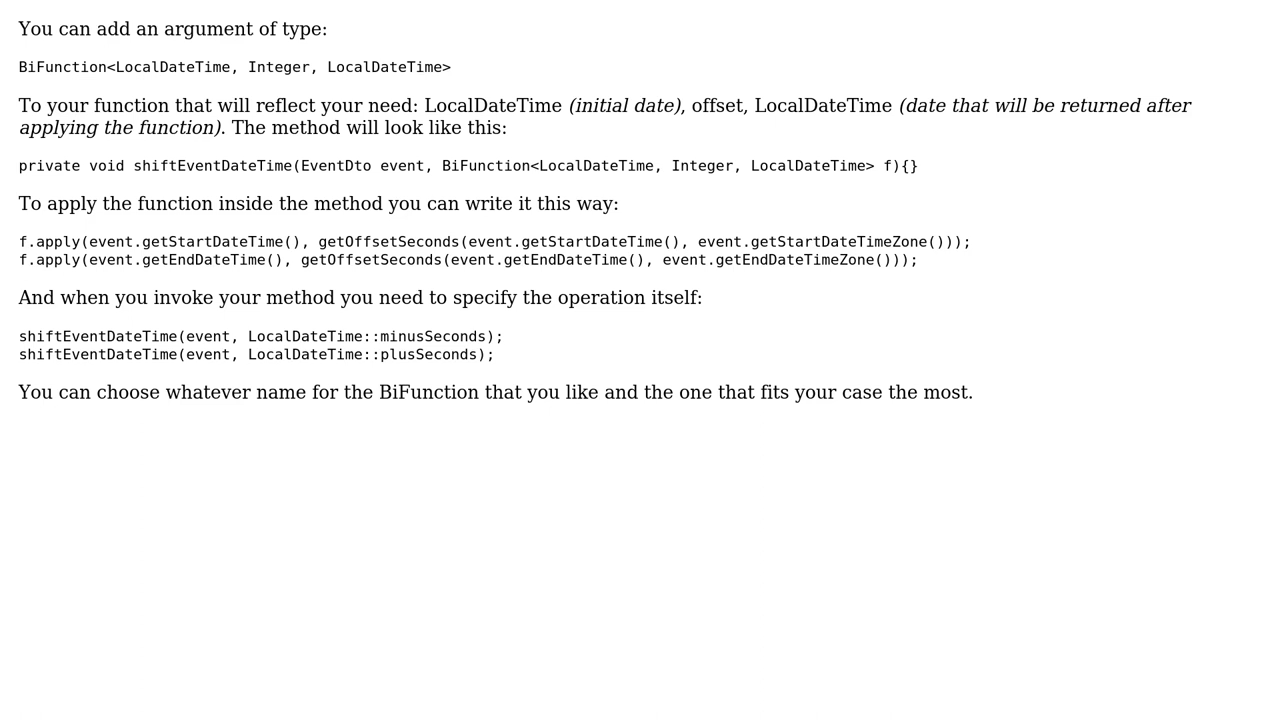 You can add an argument of type:
BiFunction<LocalDateTime, Integer, LocalDateTime>
To your function that will reflect your need: LocalDateTime (initial date), offset, LocalDateTime (date that will be returned after
applying the function). The method will look like this:
private void shiftEventDateTime(EventDto event, BiFunction<LocalDateTime, Integer, LocalDateTime> f){}
To apply the function inside the method you can write it this way:
f.apply(event.getStartDateTime(), getOffsetSeconds(event.getStartDateTime(), event.getStartDateTimeZone()));
f.apply(event.getEndDateTime(), getOffsetSeconds(event.getEndDateTime(), event.getEndDateTimeZone()));
And when you invoke your method you need to specify the operation itself:
shiftEventDateTime(event, LocalDateTime::minusSeconds);
shiftEventDateTime(event, LocalDateTime::plusSeconds);
You can choose whatever name for the BiFunction that you like and the one that fits your case the most.